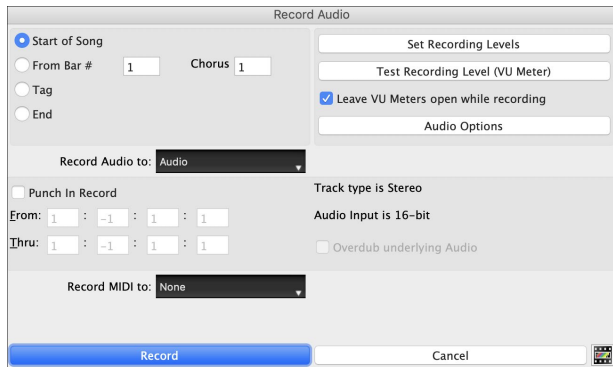 Record Audio
Start of Song
From Bar # 1 Chorus 1
Tag
End
Set Recording Levels
Test Recording Level (VU Meter)
Leave VU Meters open while recording
Audio Options
Record Audio to: Audio
Punch In Record
From: 1 : -1 : 1 : 1
Thru: 1 : -1 : 1 : 1
Track type is Stereo
Audio Input is 16-bit
Overdub underlying Audio
Record MIDI to: None
Record
Cancel